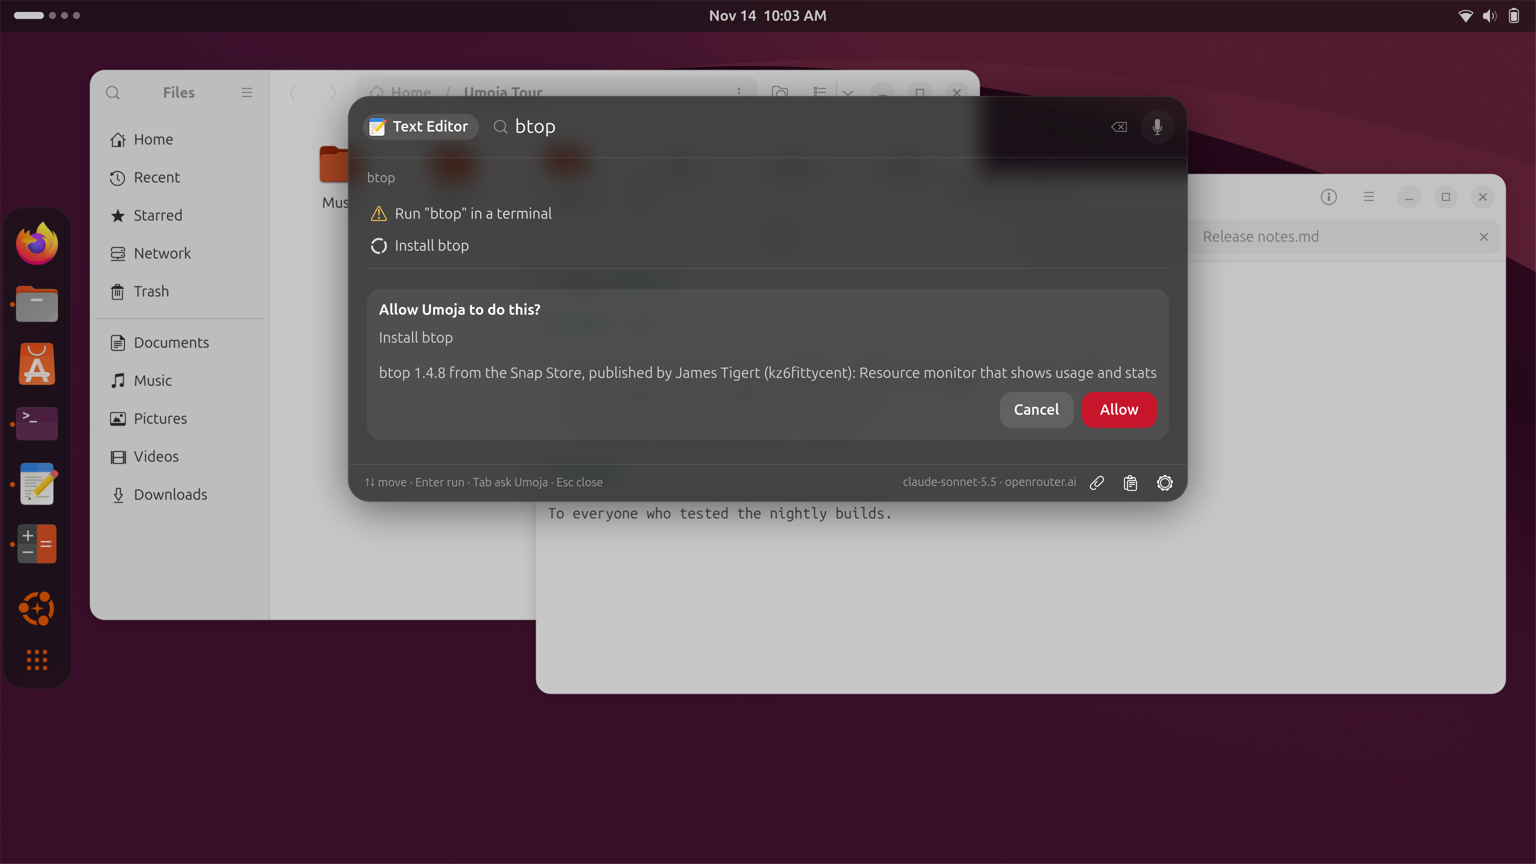 Nov 14 10:03 AM
Files
Home / Umoja Tour
Home
Recent
Starred
Network
Trash
Documents
Music
Pictures
Videos
Downloads
Mus
Text Editor
btop
btop
Run "btop" in a terminal
Install btop
Allow Umoja to do this?
Install btop
btop 1.4.8 from the Snap Store, published by James Tigert (kz6fittycent): Resource monitor that shows usage and stats
Cancel
Allow
↑↓ move · Enter run · Tab ask Umoja · Esc close
claude-sonnet-5.5 · openrouter.ai
Release notes.md
To everyone who tested the nightly builds.